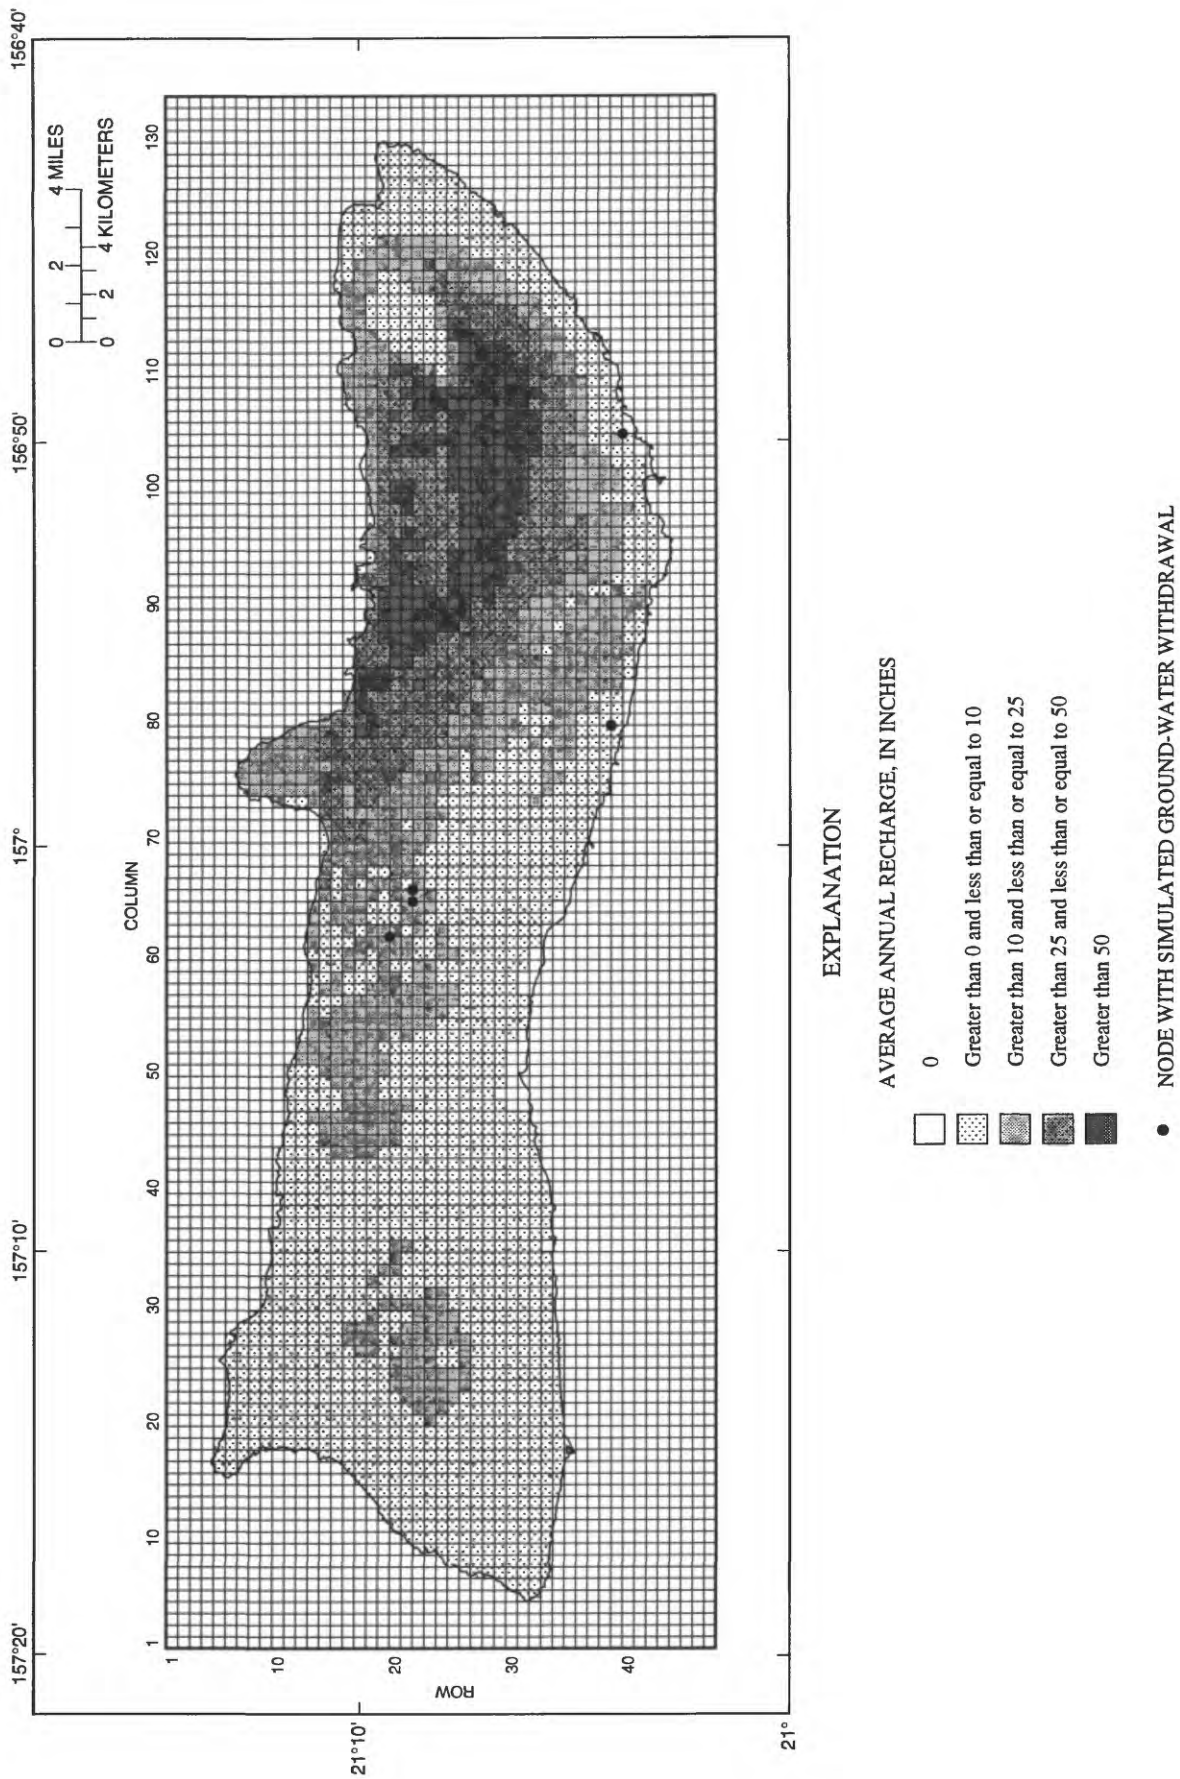 157°20'
157°10'
157°
156°50'
156°40'
0 2 4 MILES
0 2 4 KILOMETERS
COLUMN
1 10 20 30 40 50 60 70 80 90 100 110 120 130
ROW
1
10
20
30
40
21°10'
21°
EXPLANATION
AVERAGE ANNUAL RECHARGE, IN INCHES
0
Greater than 0 and less than or equal to 10
Greater than 10 and less than or equal to 25
Greater than 25 and less than or equal to 50
Greater than 50
NODE WITH SIMULATED GROUND-WATER WITHDRAWAL